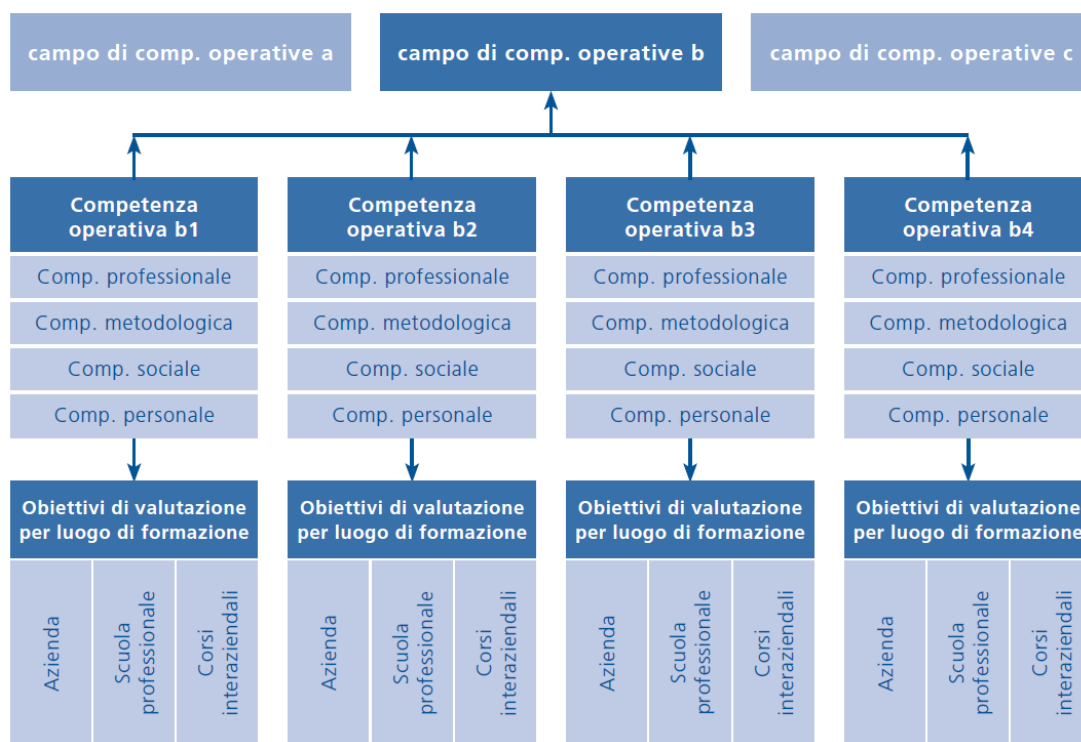 campo di comp. operative a
campo di comp. operative b
campo di comp. operative c
Competenza
operativa b1
Comp. professionale
Comp. metodologica
Comp. sociale
Comp. personale
Obiettivi di valutazione
per luogo di formazione
Azienda
Scuola
professionale
Corsi
interaziendali
Competenza
operativa b2
Comp. professionale
Comp. metodologica
Comp. sociale
Comp. personale
Obiettivi di valutazione
per luogo di formazione
Azienda
Scuola
professionale
Corsi
interaziendali
Competenza
operativa b3
Comp. professionale
Comp. metodologica
Comp. sociale
Comp. personale
Obiettivi di valutazione
per luogo di formazione
Azienda
Scuola
professionale
Corsi
interaziendali
Competenza
operativa b4
Comp. professionale
Comp. metodologica
Comp. sociale
Comp. personale
Obiettivi di valutazione
per luogo di formazione
Azienda
Scuola
professionale
Corsi
interaziendali